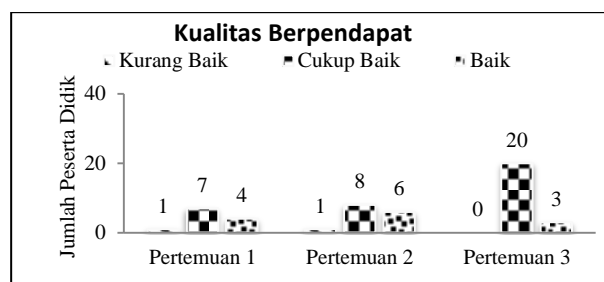 Kualitas Berpendapat
Kurang Baik Cukup Baik Baik
Jumlah Peserta Didik
40
20
0
1 7 4 1 8 6 0 20 3
Pertemuan 1 Pertemuan 2 Pertemuan 3